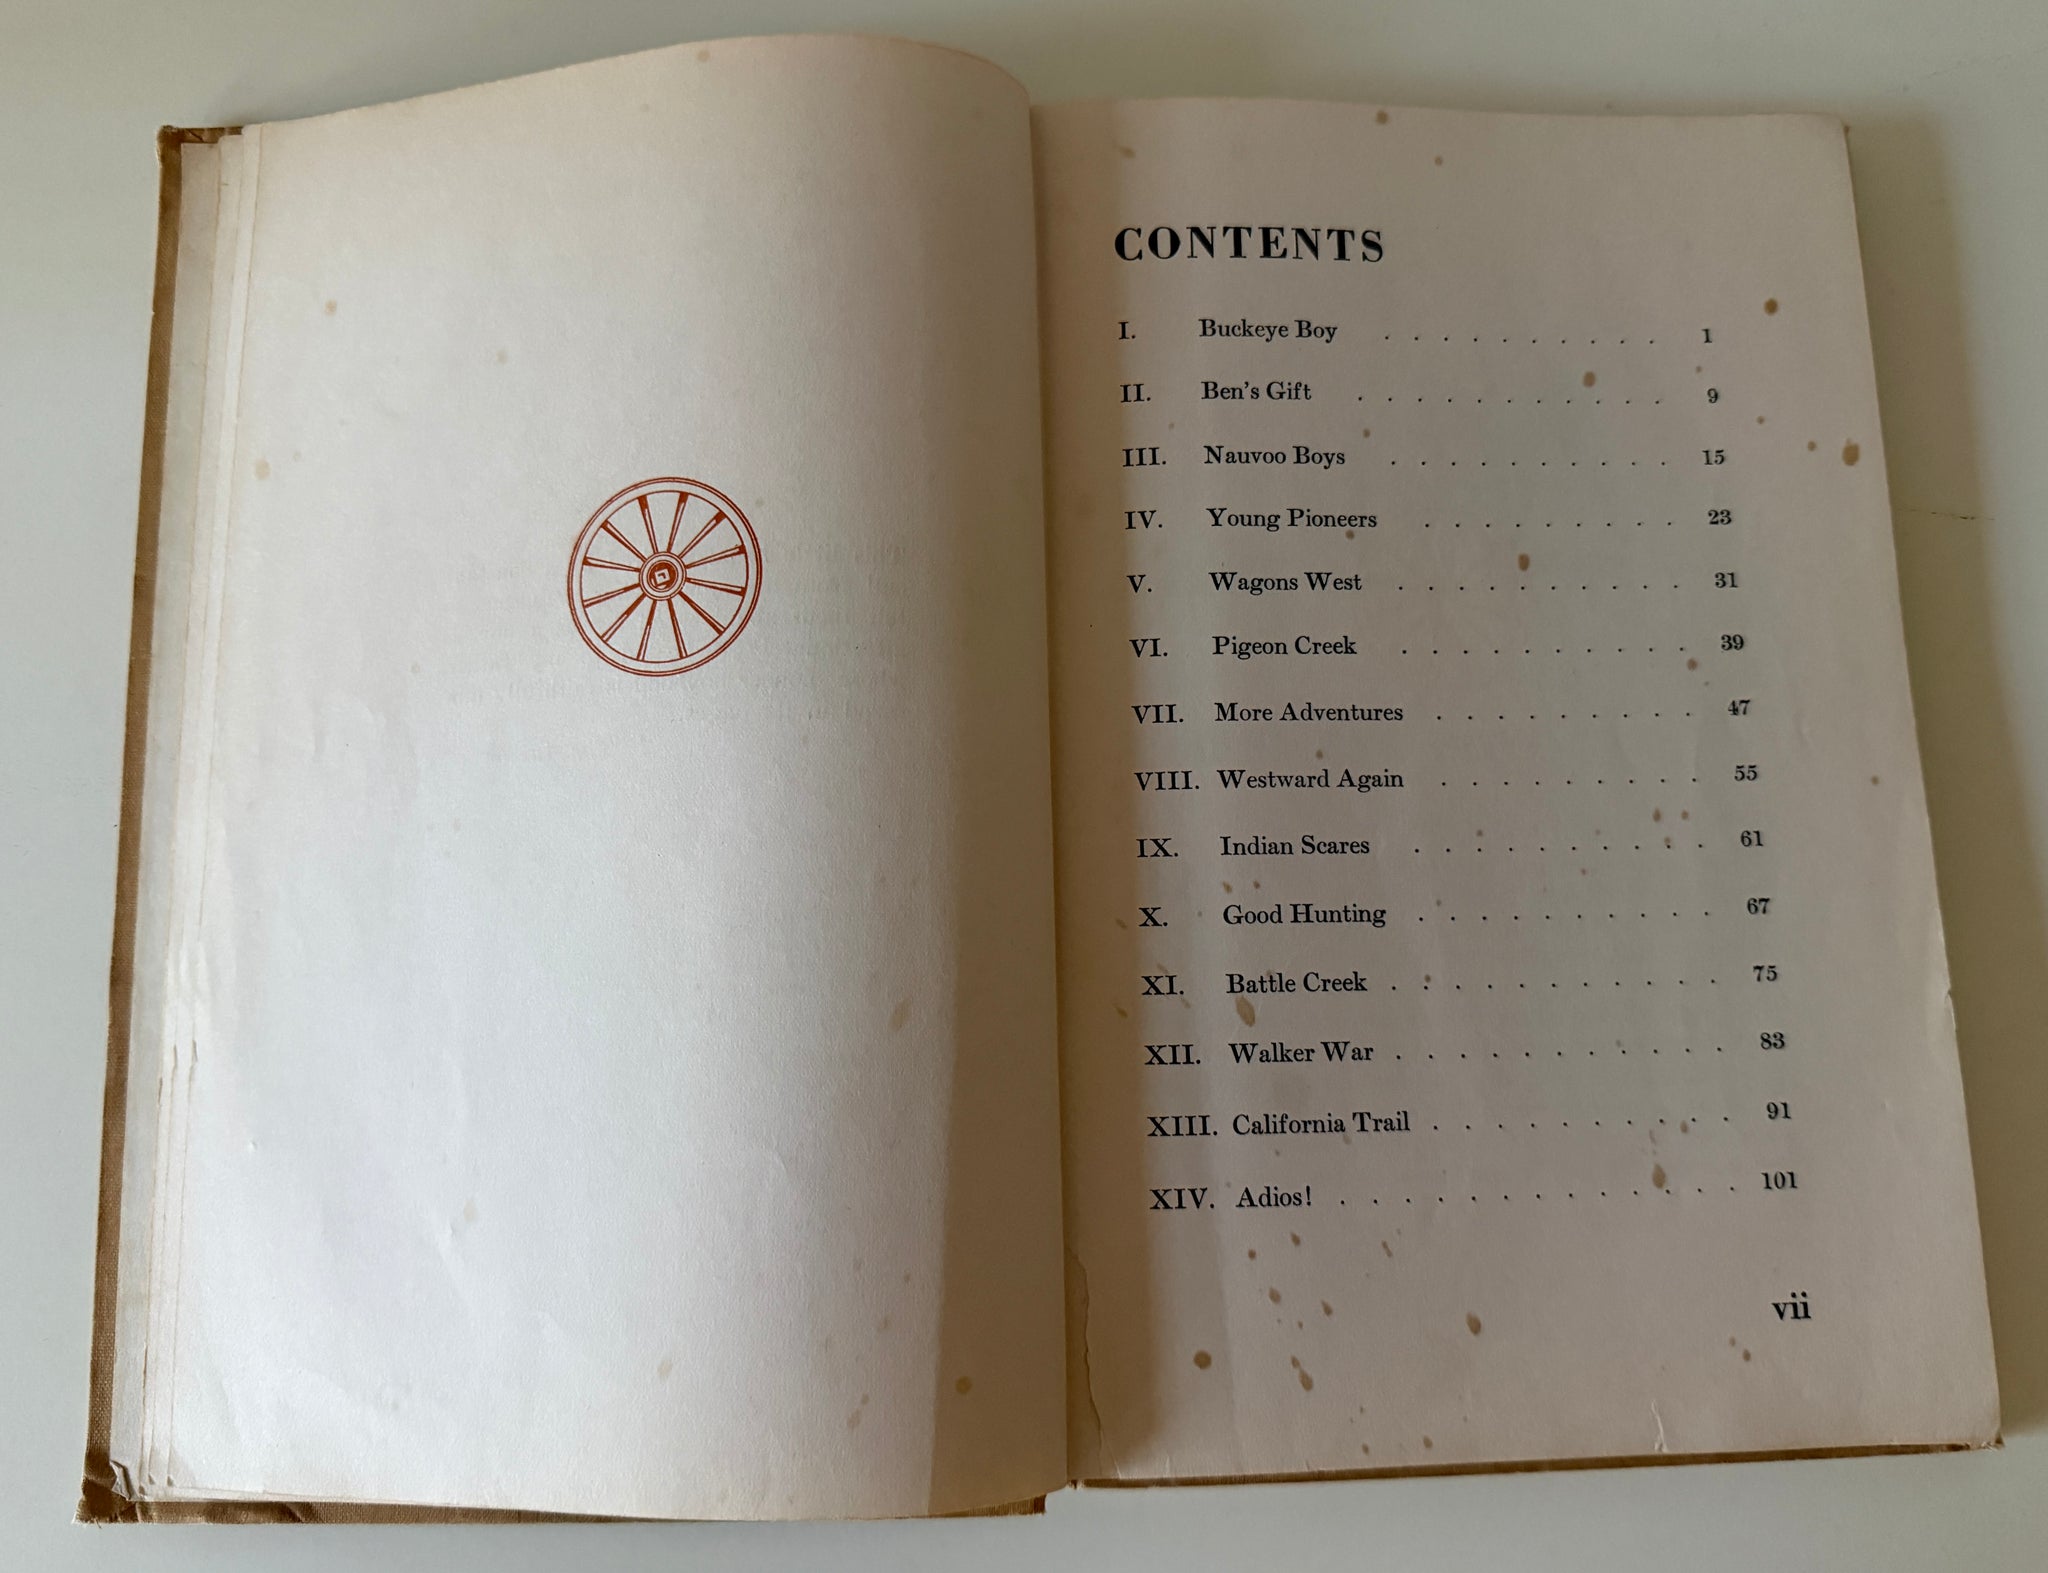 CONTENTS
I. Buckeye Boy . . . . . . . . . . 1
II. Ben's Gift . . . . . . . . . . . 9
III. Nauvoo Boys . . . . . . . . . . 15
IV. Young Pioneers . . . . . . . . . 23
V. Wagons West . . . . . . . . . . 31
VI. Pigeon Creek . . . . . . . . . . 39
VII. More Adventures . . . . . . . . . 47
VIII. Westward Again . . . . . . . . . 55
IX. Indian Scares . . . . . . . . . . 61
X. Good Hunting . . . . . . . . . . 67
XI. Battle Creek . . . . . . . . . . . 75
XII. Walker War . . . . . . . . . . . 83
XIII. California Trail . . . . . . . . . . 91
XIV. Adios! . . . . . . . . . . . . . 101
vii